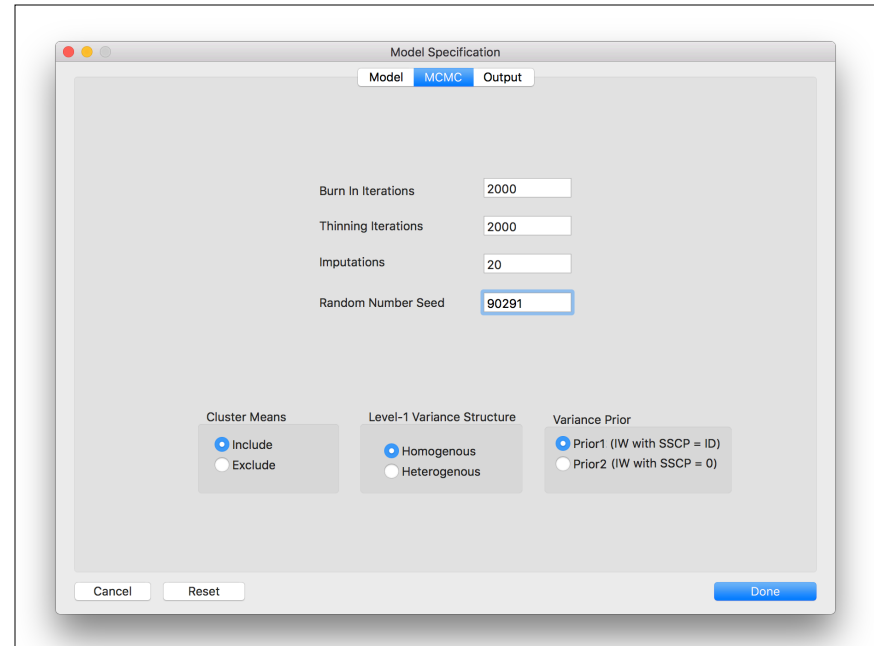 Model Specification
Model MCMC Output
Burn In Iterations 2000
Thinning Iterations 2000
Imputations 20
Random Number Seed 90291
Cluster Means Level-1 Variance Structure Variance Prior
Include Homogenous Prior1 (IW with SSCP = ID)
Exclude Heterogenous Prior2 (IW with SSCP = 0)
Cancel Reset Done